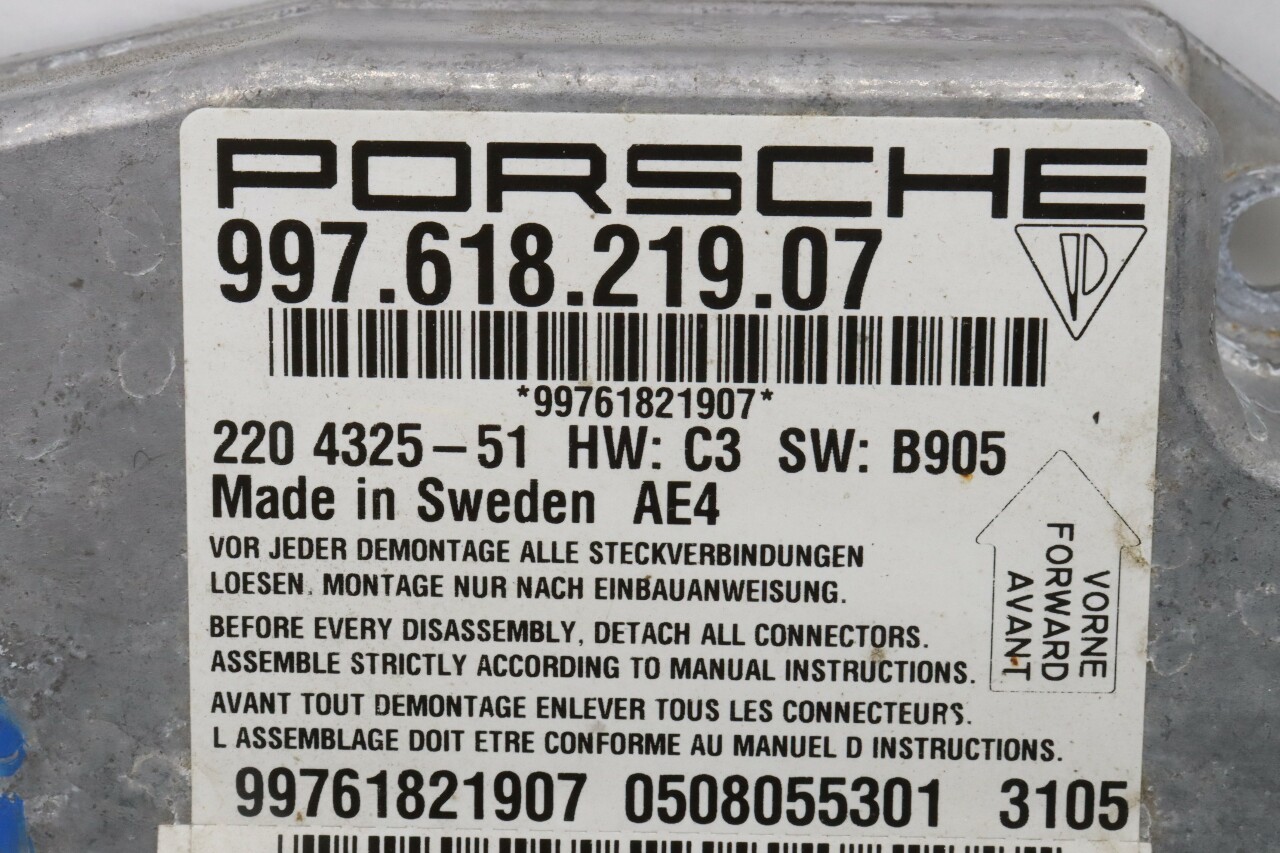 PORSCHE
997.618.219.07
*99761821907*
220 4325-51 HW: C3 SW: B905
Made in Sweden AE4
VOR JEDER DEMONTAGE ALLE STECKVERBINDUNGEN
LOESEN. MONTAGE NUR NACH EINBAUANWEISUNG.
BEFORE EVERY DISASSEMBLY, DETACH ALL CONNECTORS.
ASSEMBLE STRICTLY ACCORDING TO MANUAL INSTRUCTIONS.
AVANT TOUT DEMONTAGE ENLEVER TOUS LES CONNECTEURS.
L ASSEMBLAGE DOIT ETRE CONFORME AU MANUEL D INSTRUCTIONS.
VORNE
FORWARD
AVANT
99761821907 0508055301 3105